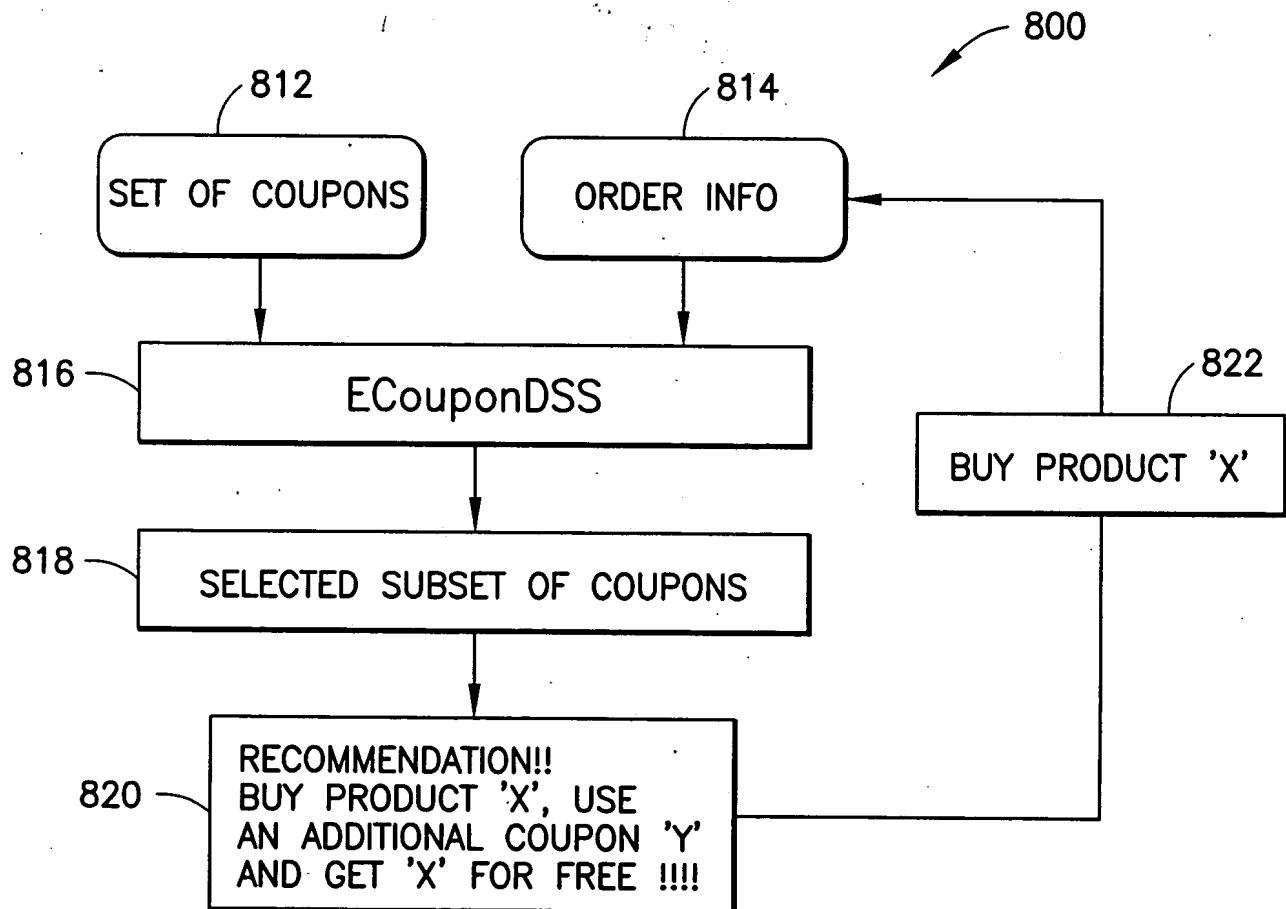 800
812
814
SET OF COUPONS
ORDER INFO
816
ECouponDSS
822
BUY PRODUCT 'X'
818
SELECTED SUBSET OF COUPONS
820
RECOMMENDATION!!
BUY PRODUCT 'X', USE
AN ADDITIONAL COUPON 'Y'
AND GET 'X' FOR FREE !!!!